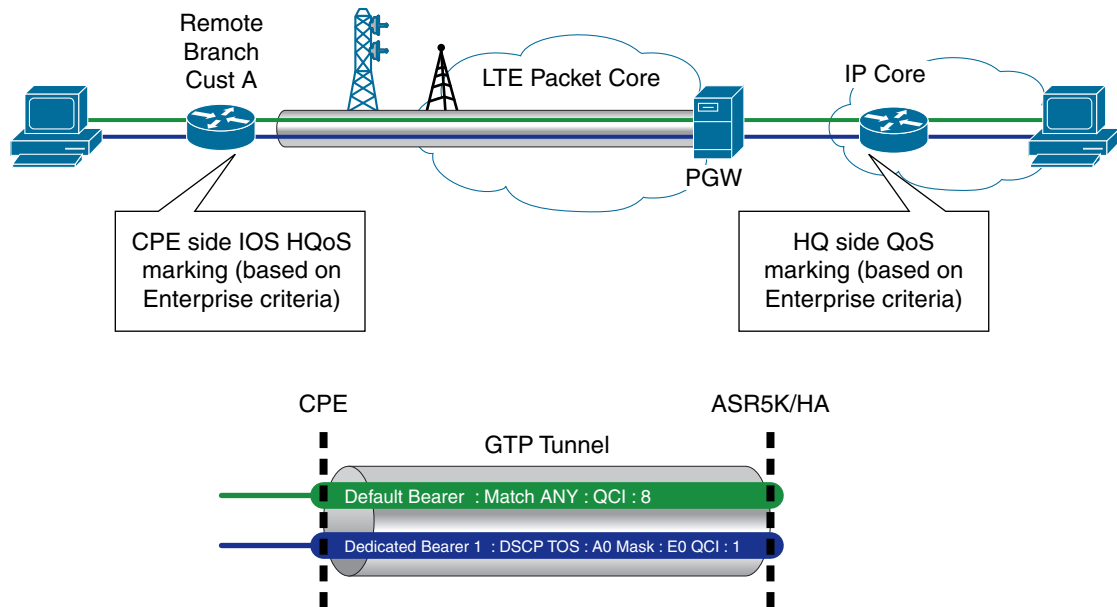 Remote
Branch
Cust A
LTE Packet Core
IP Core
PGW
CPE side IOS HQoS
marking (based on
Enterprise criteria)
HQ side QoS
marking (based on
Enterprise criteria)
CPE
ASR5K/HA
GTP Tunnel
Default Bearer : Match ANY : QCI : 8
Dedicated Bearer 1 : DSCP TOS : A0 Mask : E0 QCI : 1